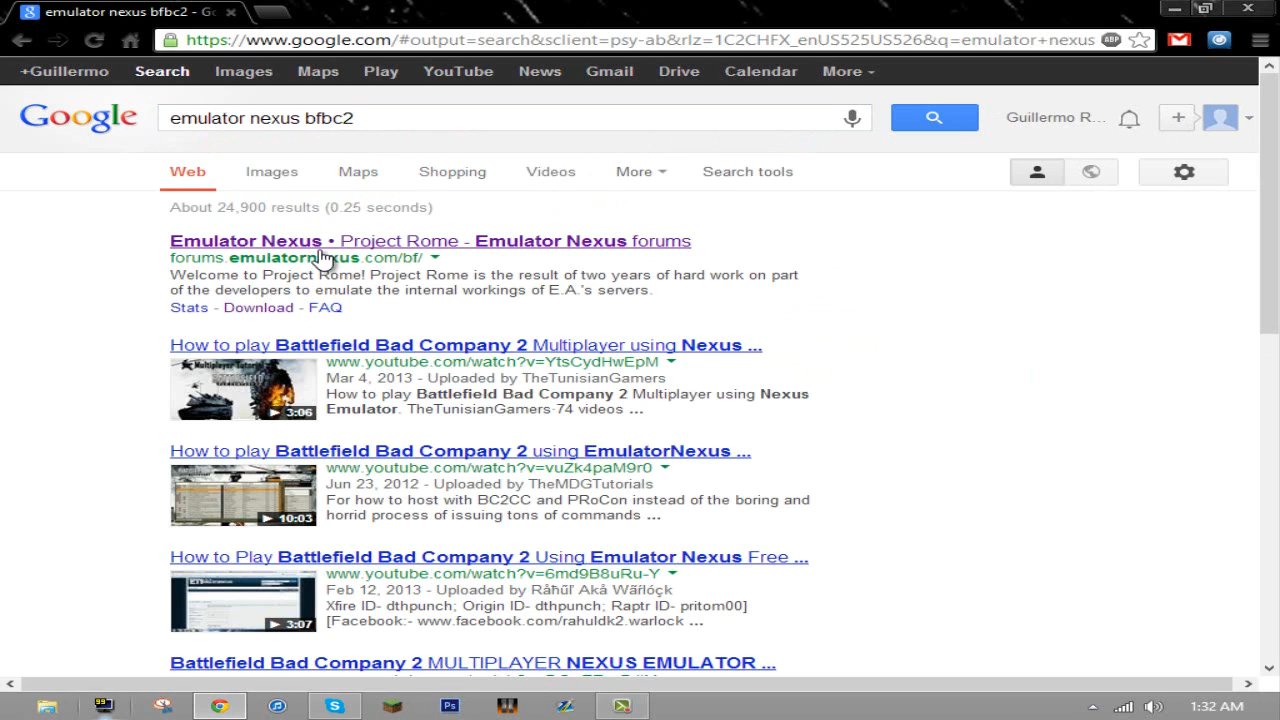 emulator nexus bfbc2 - Go
https://www.google.com/#output=search&sclient=psy-ab&rlz=1C2CHFX_enUS525US526&q=emulator+nexus
ABP
+Guillermo Search Images Maps Play YouTube News Gmail Drive Calendar More
Google
emulator nexus bfbc2
Guillermo R...
Web Images Maps Shopping Videos More Search tools
About 24,900 results (0.25 seconds)
Emulator Nexus • Project Rome - Emulator Nexus forums
forums.emulatornexus.com/bf/
Welcome to Project Rome! Project Rome is the result of two years of hard work on part
of the developers to emulate the internal workings of E.A.'s servers.
Stats - Download - FAQ
How to play Battlefield Bad Company 2 Multiplayer using Nexus ...
www.youtube.com/watch?v=YtsCydHwEpM
Mar 4, 2013 - Uploaded by TheTunisianGamers
How to play Battlefield Bad Company 2 Multiplayer using Nexus
Emulator. TheTunisianGamers·74 videos ...
3:06
How to play Battlefield Bad Company 2 using EmulatorNexus ...
www.youtube.com/watch?v=vuZk4paM9r0
Jun 23, 2012 - Uploaded by TheMDGTutorials
For how to host with BC2CC and PRoCon instead of the boring and
horrid process of issuing tons of commands ...
10:03
How to Play Battlefield Bad Company 2 Using Emulator Nexus Free ...
www.youtube.com/watch?v=6md9B8uRu-Y
Feb 12, 2013 - Uploaded by
Xfire ID- dthpunch; Origin ID- dthpunch; Raptr ID- pritom00]
[Facebook:- www.facebook.com/rahuldk2.warlock ...
3:07
Battlefield Bad Company 2 MULTIPLAYER NEXUS EMULATOR ...
Ps
1:32 AM